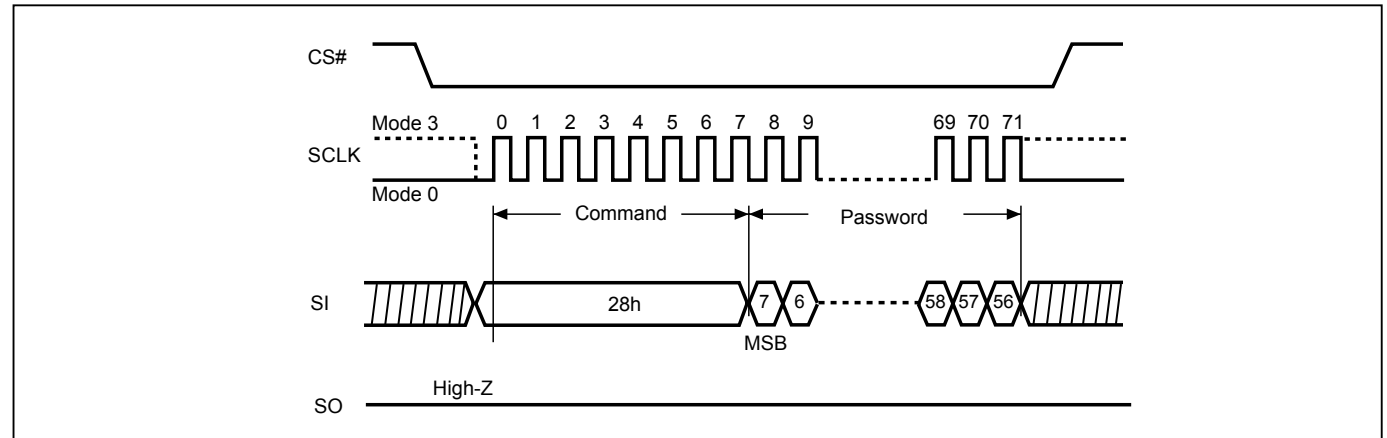 CS#
Mode 3
0 1 2 3 4 5 6 7 8 9 69 70 71
SCLK
Mode 0
Command Password
SI 28h 7 6 58 57 56
MSB
High-Z
SO